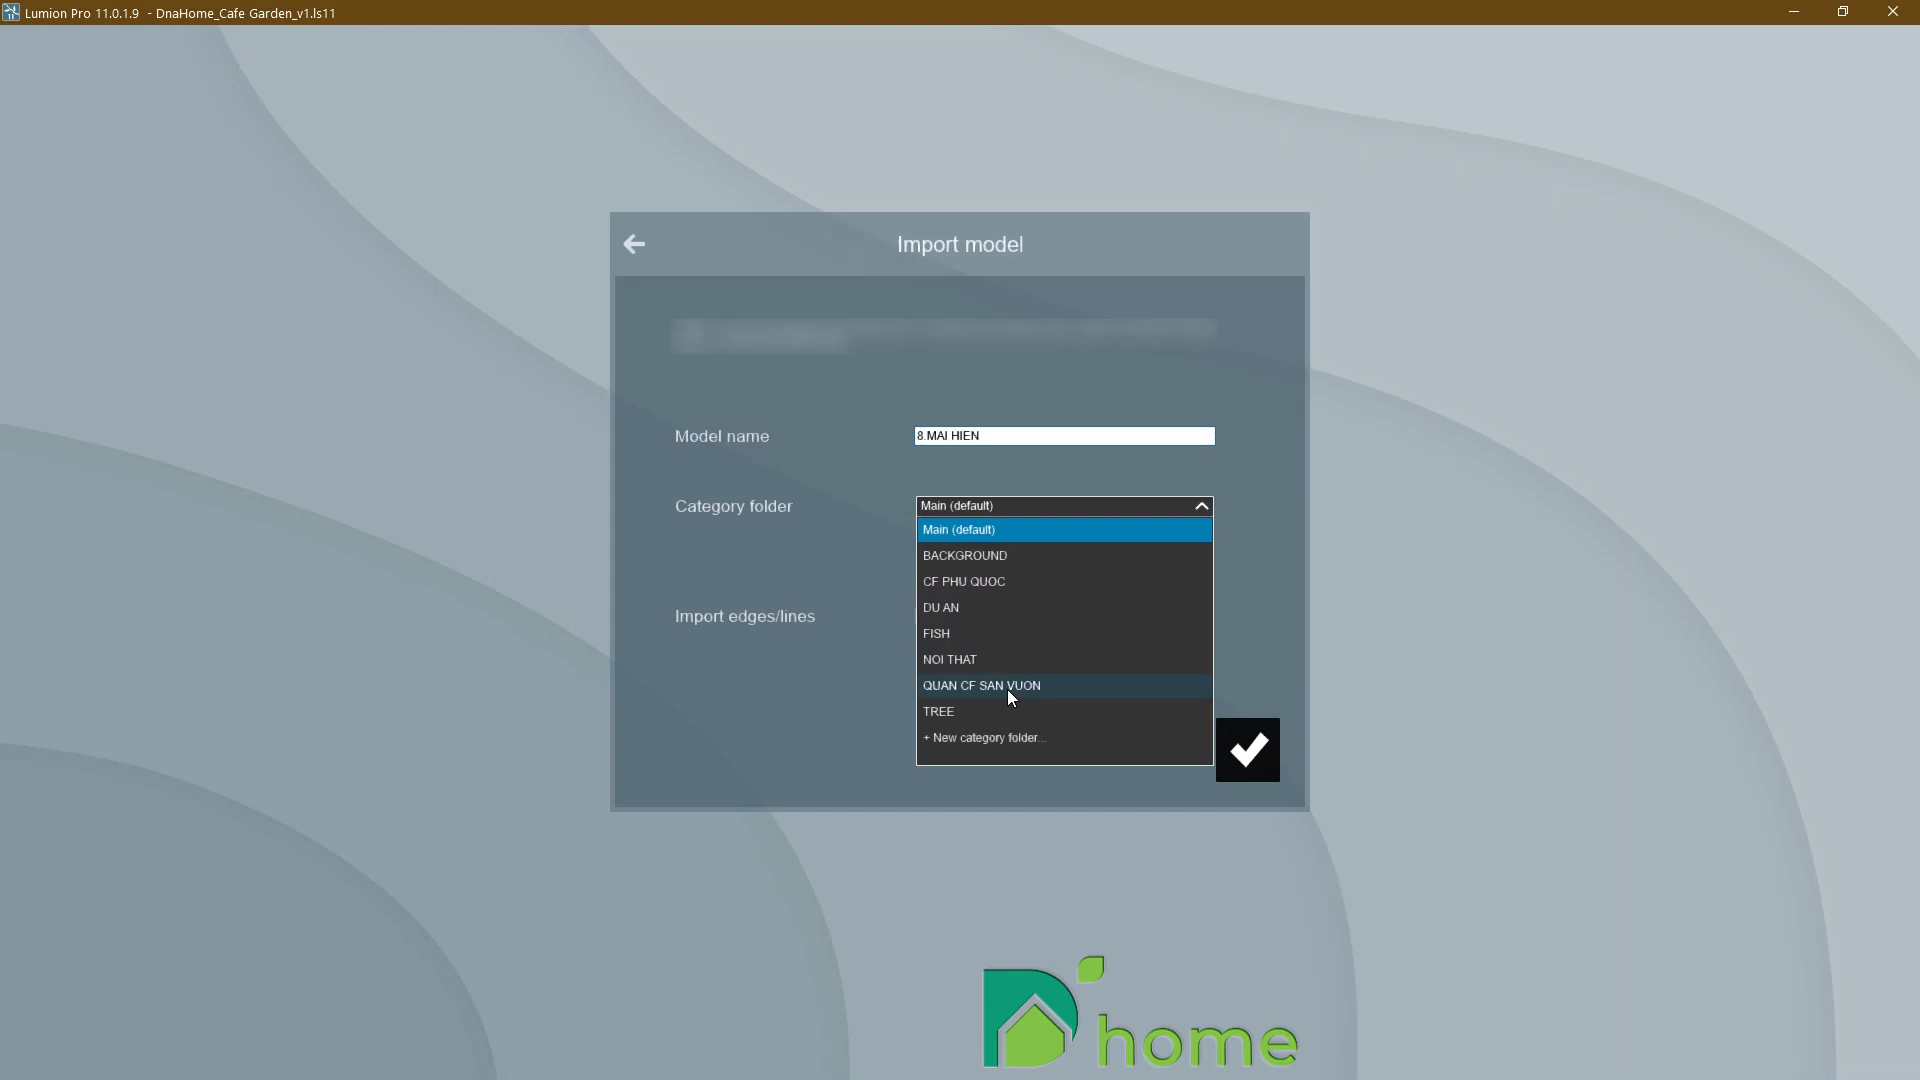 Lumion Pro 11.0.1.9 - DnaHome_Cafe Garden_v1.ls11
Import model
Model name
8.MAI HIEN
Category folder
Main (default)
Main (default)
BACKGROUND
CF PHU QUOC
DU AN
FISH
Import edges/lines
NOI THAT
QUAN CF SAN VUON
TREE
+ New category folder...
D home